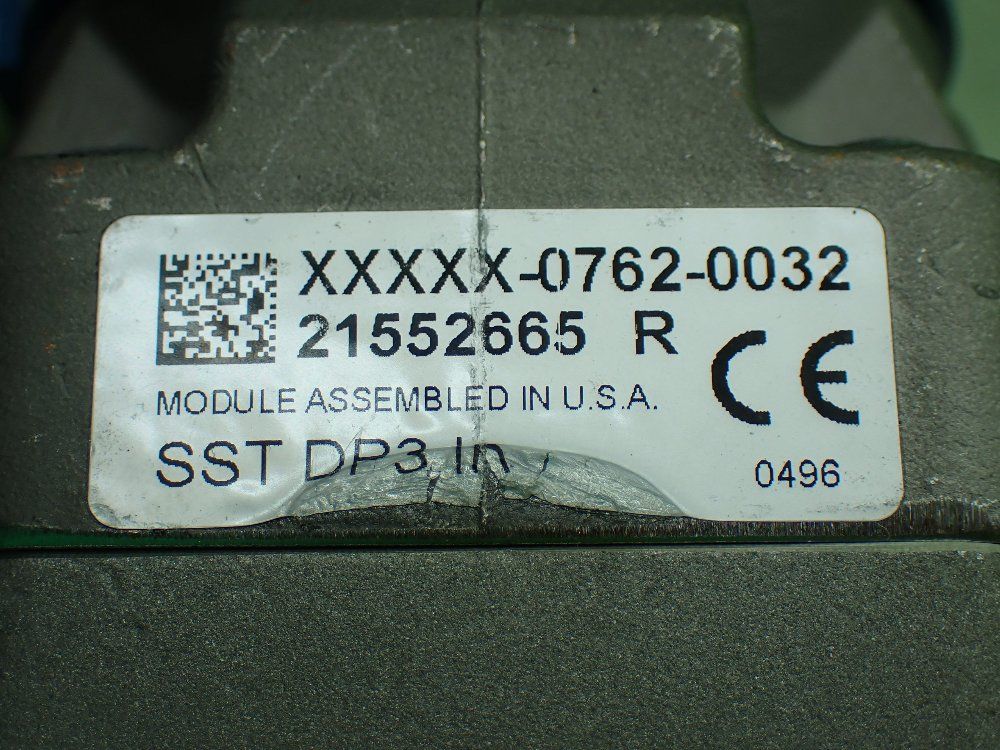 XXXXX-0762-0032
21552665 R
CE
MODULE ASSEMBLED IN U.S.A.
SST DP3
0496